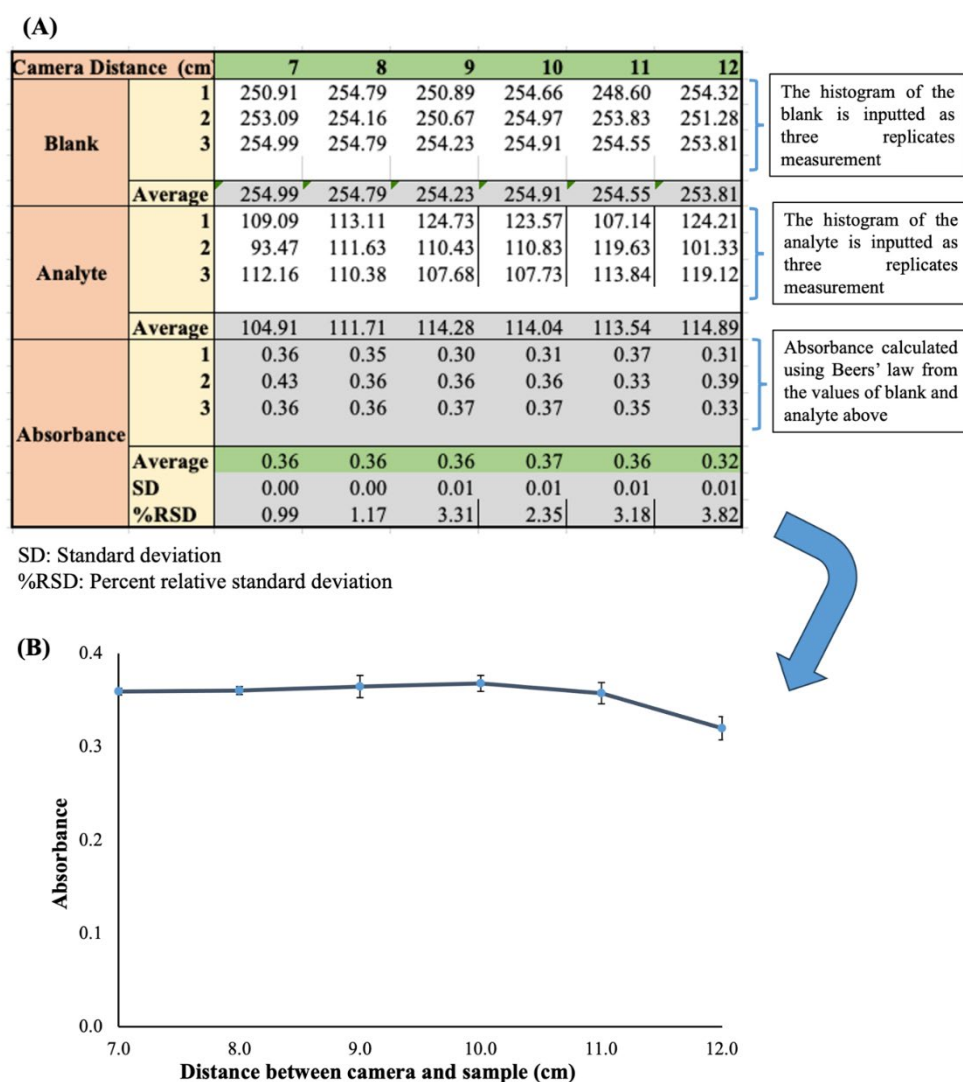 (A)
Camera Distance (cm 7 8 9 10 11 12
Blank
1 250.91 254.79 250.89 254.66 248.60 254.32
2 253.09 254.16 250.67 254.97 253.83 251.28
3 254.99 254.79 254.23 254.91 254.55 253.81
Average 254.99 254.79 254.23 254.91 254.55 253.81
The histogram of the
blank is inputted as
three replicates
measurement
Analyte
1 109.09 113.11 124.73 123.57 107.14 124.21
2 93.47 111.63 110.43 110.83 119.63 101.33
3 112.16 110.38 107.68 107.73 113.84 119.12
Average 104.91 111.71 114.28 114.04 113.54 114.89
The histogram of the
analyte is inputted as
three replicates
measurement
Absorbance
1 0.36 0.35 0.30 0.31 0.37 0.31
2 0.43 0.36 0.36 0.36 0.33 0.39
3 0.36 0.36 0.37 0.37 0.35 0.33
Average 0.36 0.36 0.36 0.37 0.36 0.32
SD 0.00 0.00 0.01 0.01 0.01 0.01
%RSD 0.99 1.17 3.31 2.35 3.18 3.82
Absorbance calculated
using Beers' law from
the values of blank and
analyte above
SD: Standard deviation
%RSD: Percent relative standard deviation
(B)
0.4
0.3
0.2
0.1
0.0
Absorbance
7.0 8.0 9.0 10.0 11.0 12.0
Distance between camera and sample (cm)